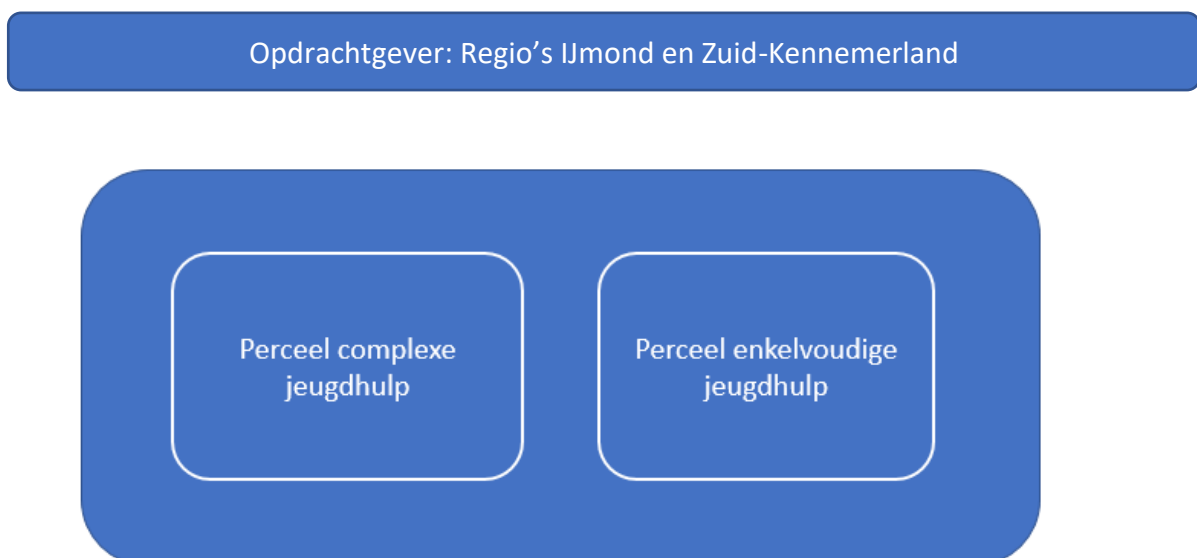 Opdrachtgever: Regio’s IJmond en Zuid-Kennemerland
Perceel complexe
jeugdhulp
Perceel enkelvoudige
jeugdhulp